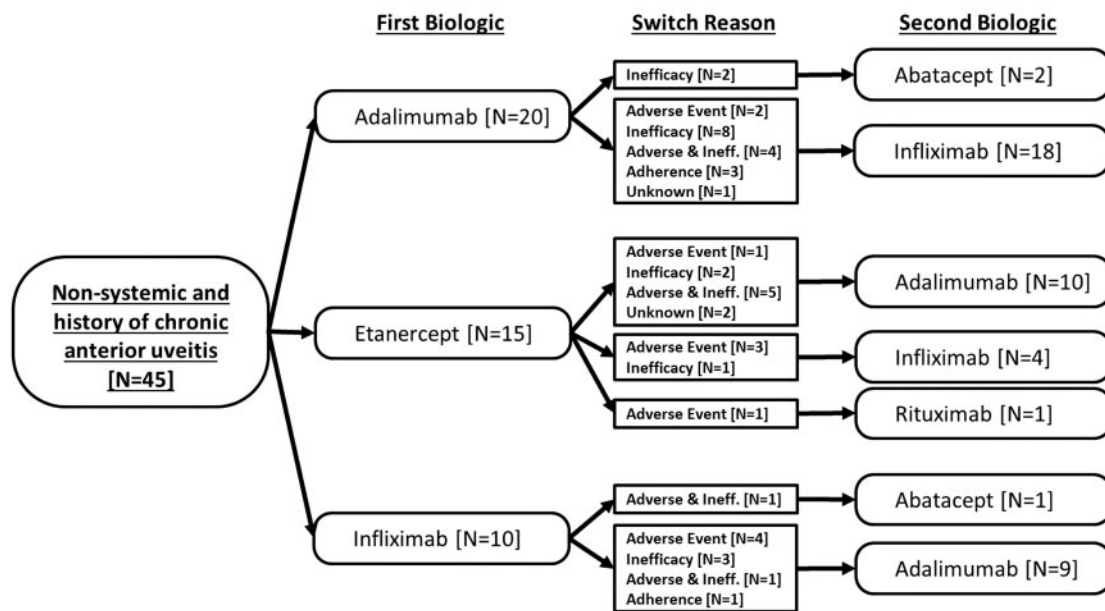 First Biologic
Switch Reason
Second Biologic
Non-systemic and
history of chronic
anterior uveitis
[N=45]
Adalimumab [N=20]
Inefficacy [N=2]
Abatacept [N=2]
Adverse Event [N=2]
Inefficacy [N=8]
Adverse & Ineff. [N=4]
Adherence [N=3]
Unknown [N=1]
Infliximab [N=18]
Etanercept [N=15]
Adverse Event [N=1]
Inefficacy [N=2]
Adverse & Ineff. [N=5]
Unknown [N=2]
Adalimumab [N=10]
Adverse Event [N=3]
Inefficacy [N=1]
Infliximab [N=4]
Adverse Event [N=1]
Rituximab [N=1]
Infliximab [N=10]
Adverse & Ineff. [N=1]
Abatacept [N=1]
Adverse Event [N=4]
Inefficacy [N=3]
Adverse & Ineff. [N=1]
Adherence [N=1]
Adalimumab [N=9]